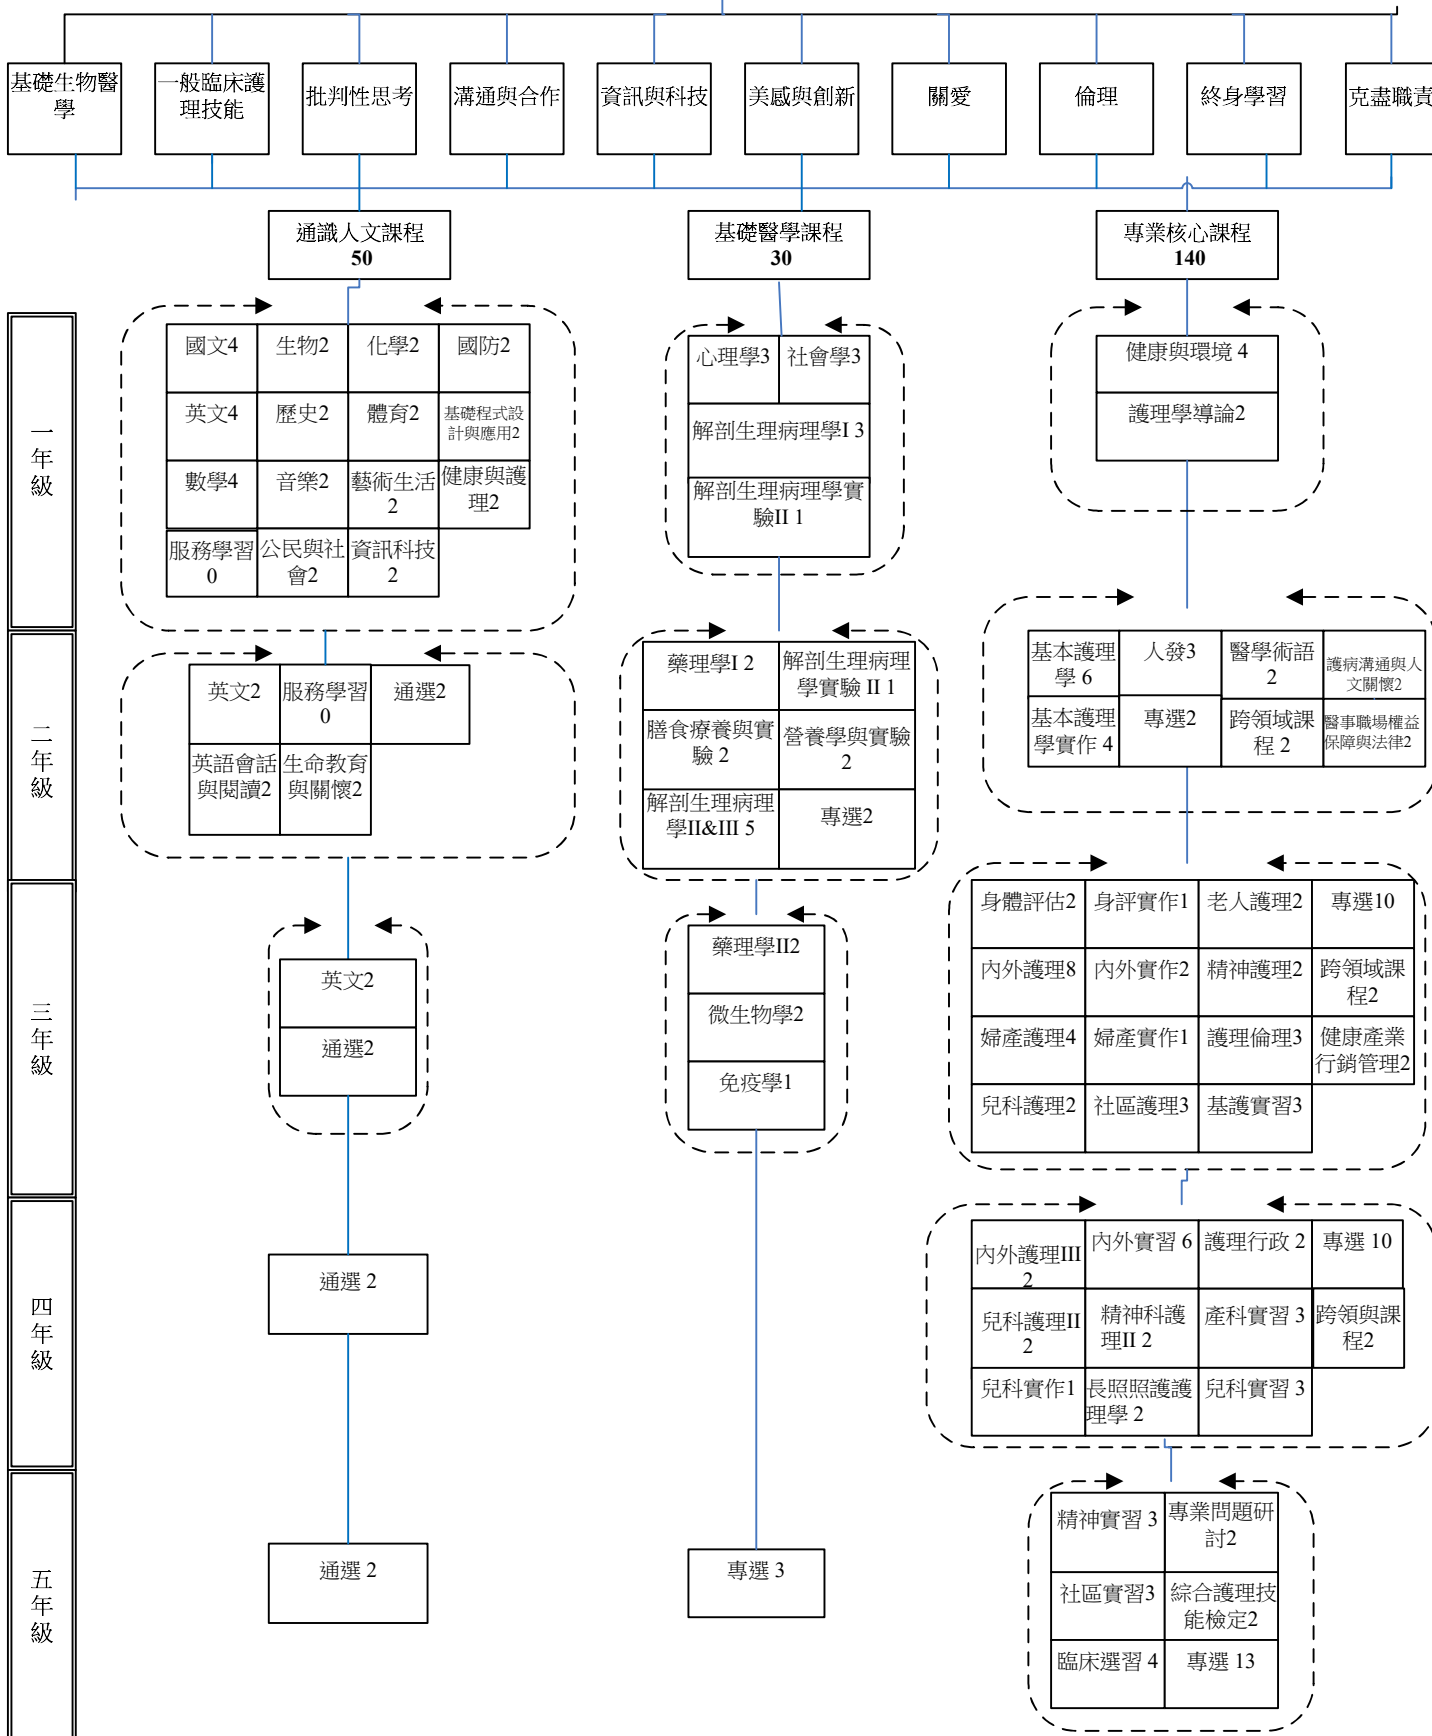 基礎生物醫
學
一般臨床護
理技能
批判性思考
溝通與合作
資訊與科技
美感與創新
關愛
倫理
終身學習
克盡職責
通識人文課程
50
基礎醫學課程
30
專業核心課程
140
一年級
國文4
生物2
化學2
國防2
英文4
歷史2
體育2
基礎程式設
計與應用2
數學4
音樂2
藝術生活
2
健康與護
理2
服務學習
0
公民與社
會2
資訊科技
2
心理學3
社會學3
解剖生理病理學I 3
解剖生理病理學實
驗II 1
健康與環境 4
護理學導論2
二年級
英文2
服務學習
0
通選2
英語會話
與閱讀2
生命教育
與關懷2
藥理學I 2
解剖生理病理
學實驗 II 1
膳食療養與實
驗 2
營養學與實驗
2
解剖生理病理
學II&III 5
專選2
基本護理
學 6
人發3
醫學術語
2
護病溝通與人
文關懷2
基本護理
學實作 4
專選2
跨領域課
程 2
醫事職場權益
保障與法律2
三年級
英文2
通選2
藥理學II2
微生物學2
免疫學1
身體評估2
身評實作1
老人護理2
專選10
內外護理8
內外實作2
精神護理2
跨領域課
程2
婦產護理4
婦產實作1
護理倫理3
健康產業
行銷管理2
兒科護理2
社區護理3
基護實習3
四年級
通選 2
內外護理III
2
內外實習 6
護理行政 2
專選 10
兒科護理II
2
精神科護
理II 2
產科實習 3
跨領與課
程2
兒科實作1
長照照護護
理學 2
兒科實習 3
五年級
通選 2
專選 3
精神實習 3
專業問題研
討2
社區實習3
綜合護理技
能檢定2
臨床選習 4
專選 13